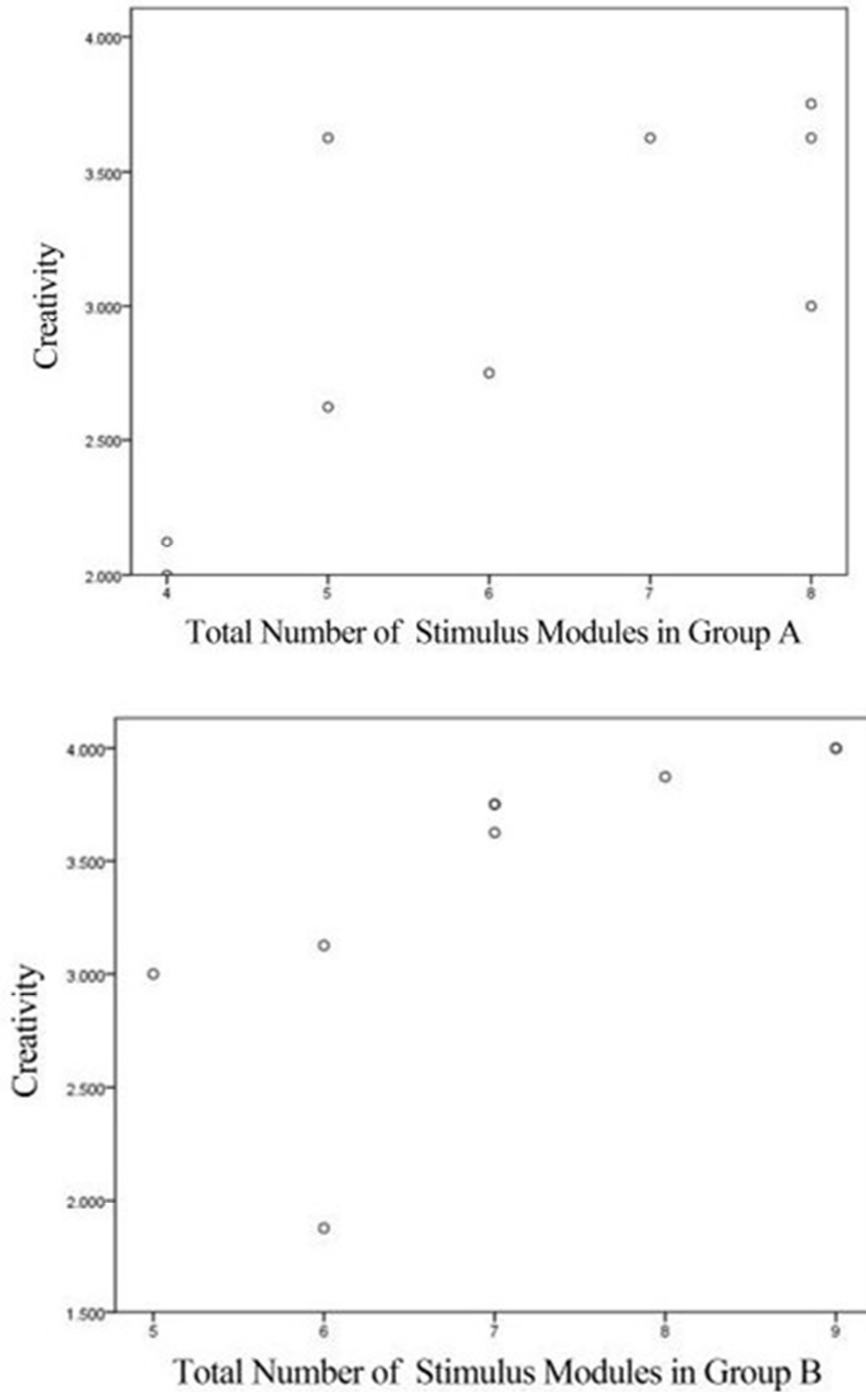 4.000
3.500
3.000
2.500
2.000
Creativity
4 5 6 7 8
Total Number of Stimulus Modules in Group A
4.000
3.500
3.000
2.500
2.000
1.500
Creativity
5 6 7 8 9
Total Number of Stimulus Modules in Group B